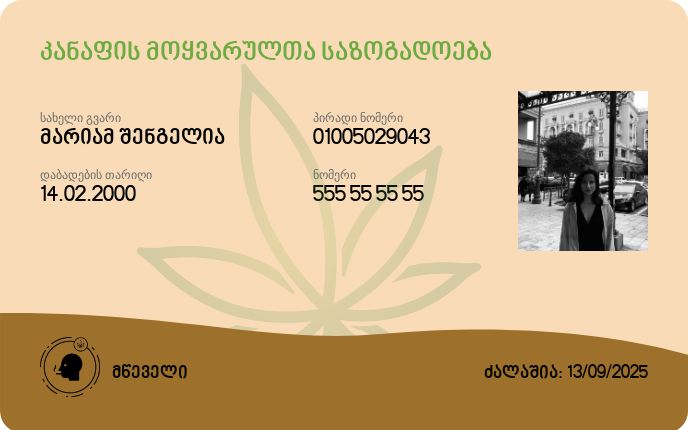 კანაფის მოყვარულთა საზოგადოება
სახელი გვარი
მარიამ შენგელია
პირადი ნომერი
01005029043
დაბადების თარიღი
14.02.2000
ნომერი
555 55 55 55
მწეველი
ძალაშია: 13/09/2025